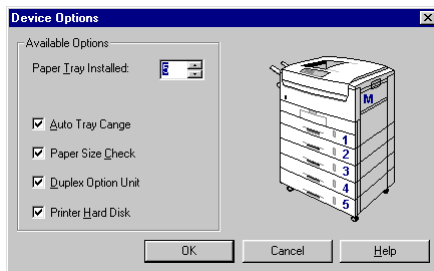 Device Options
Available Options
Paper Tray Installed: 5
Auto Tray Cange
Paper Size Check
Duplex Option Unit
Printer Hard Disk
M
1
2
3
4
5
OK Cancel Help